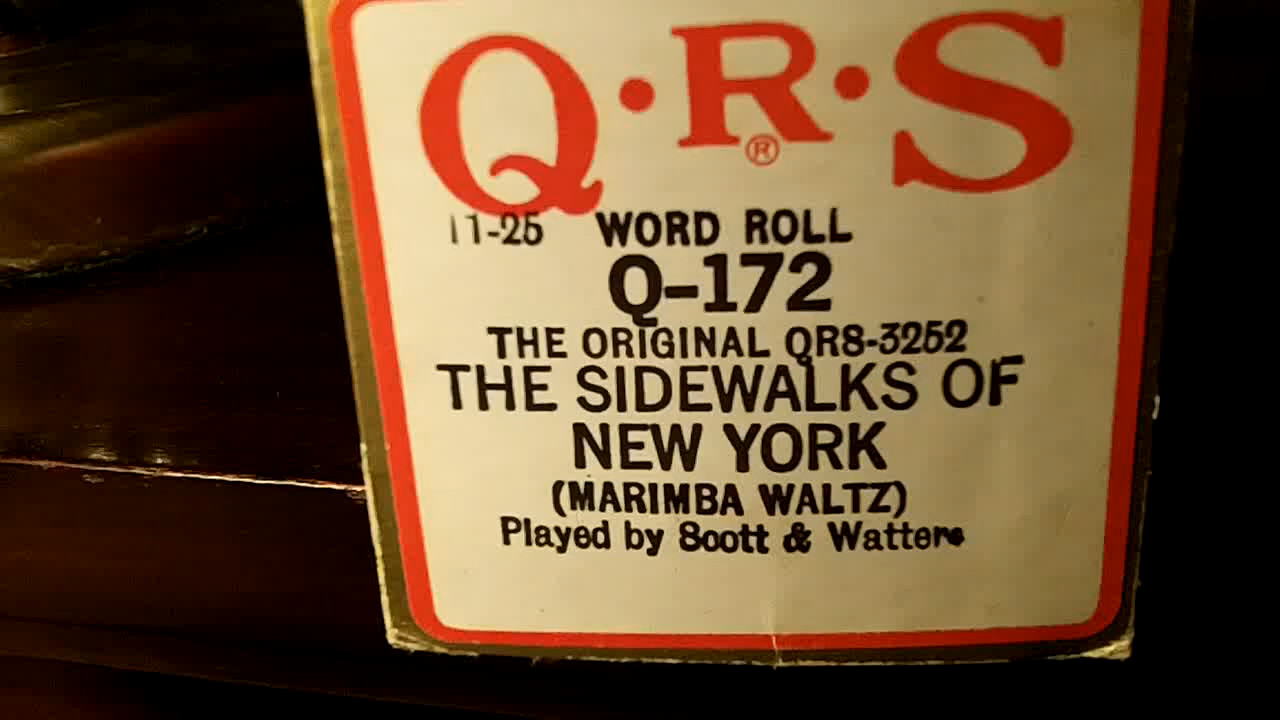 Q·R·S
®
11-25 WORD ROLL
Q-172
THE ORIGINAL QRS-3252
THE SIDEWALKS OF
NEW YORK
(MARIMBA WALTZ)
Played by Scott & Watters